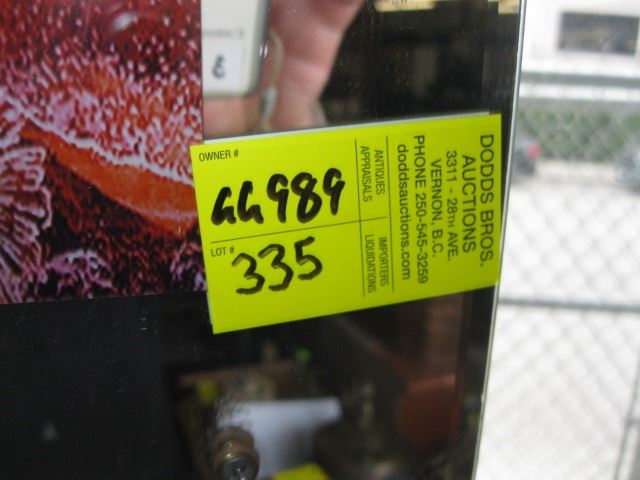 OWNER #
GG989
LOT #
335
ANTIQUES
APPRAISALS
IMPORTERS
LIQUIDATIONS
DODDS BROS.
AUCTIONS
3311 - 28TH AVE.
VERNON, B.C.
PHONE 250-545-3259
doddsauctions.com